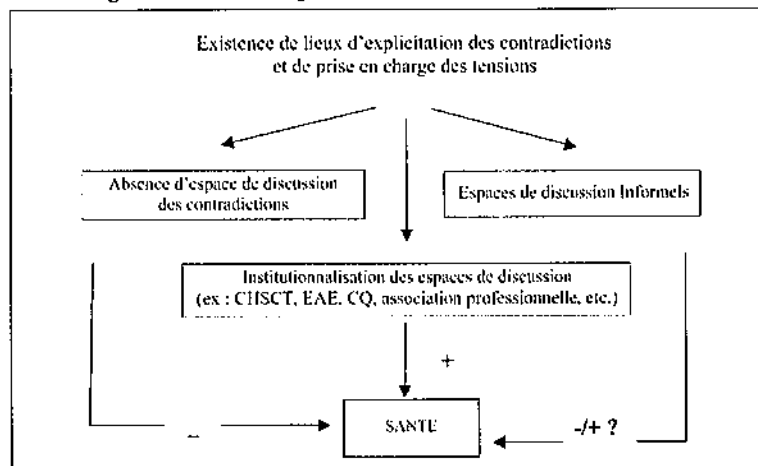 Existence de lieux d'explicitation des contradictions
et de prise en charge des tensions
Absence d'espace de discussion
des contradictions
Espaces de discussion Informels
Institutionnalisation des espaces de discussion
(ex : CHSCT, EAE, CQ, association professionnelle, etc.)
+
SANTE
–
-/+ ?